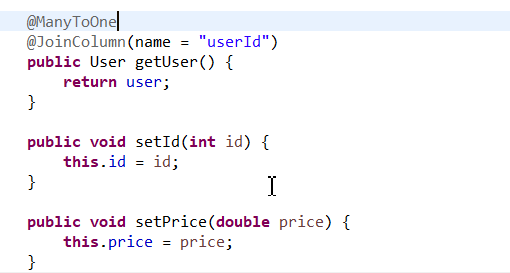 @ManyToOne
@JoinColumn(name = "userId")
public User getUser() {
    return user;
}
public void setId(int id) {
    this.id = id;
}
public void setPrice(double price) {
    this.price = price;
}